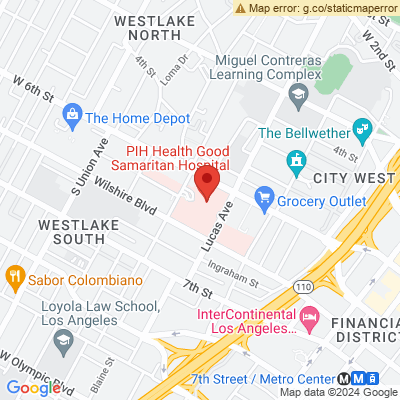 Map error: g.co/staticmaperror
WESTLAKE
NORTH
4th St
Loma Dr
W 2nd St
Miguel Contreras
Learning Complex
W 6th St
The Home Depot
S Union Ave
PIH Health Good
Samaritan Hospital
The Bellwether
4th St
CITY WEST
Wilshire Blvd
Grocery Outlet
Lucas Ave
WESTLAKE
SOUTH
Ingraham St
110
Sabor Colombiano
7th St
Loyola Law School,
Los Angeles
InterContinental
Los Angeles...
FINANCIAL
DISTRICT
W Olympic Blvd
Blaine St
7th Street / Metro Center
Google
Map data ©2024 Google